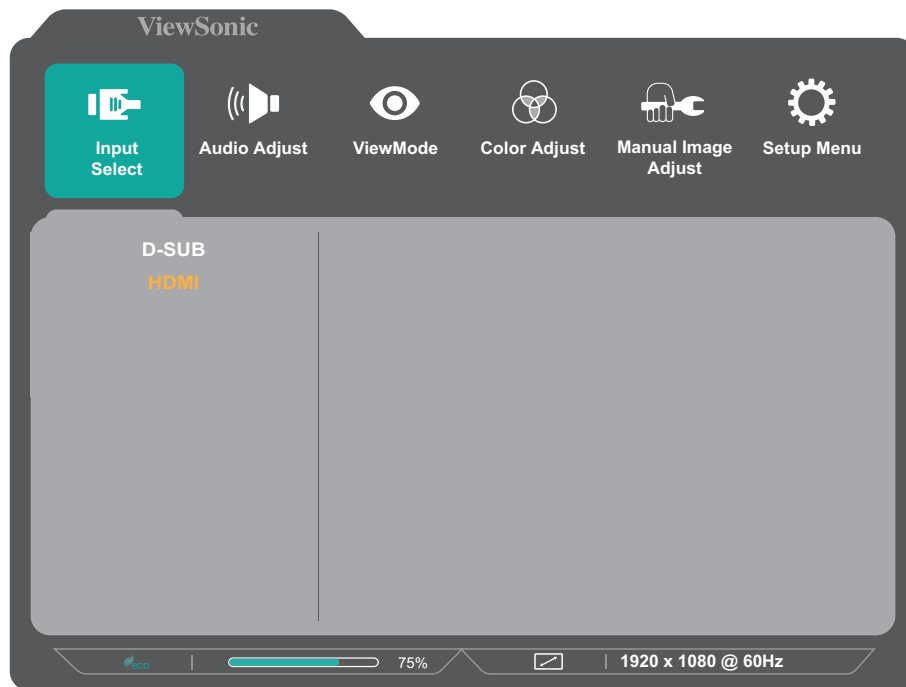 ViewSonic
Input
Select
Audio Adjust
ViewMode
Color Adjust
Manual Image
Adjust
Setup Menu
D-SUB
HDMI
ECO
75%
1920 x 1080 @ 60Hz